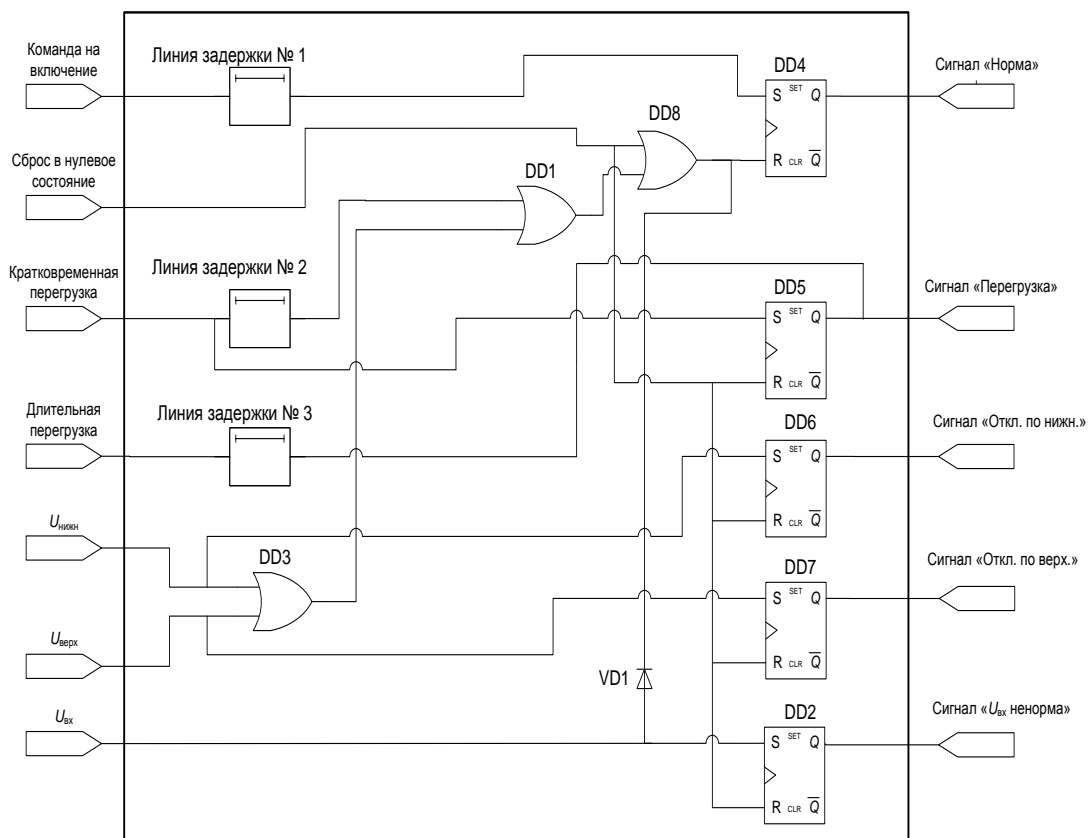 Команда на
включение
Линия задержки № 1
DD4
Сигнал «Норма»
S SET Q
R CLR Q
DD8
Сброс в нулевое
состояние
DD1
Кратковременная
перегрузка
Линия задержки № 2
DD5
Сигнал «Перегрузка»
S SET Q
R CLR Q
Длительная
перегрузка
Линия задержки № 3
DD6
Сигнал «Откл. по нижн.»
S SET Q
R CLR Q
Uнижн
DD3
DD7
Сигнал «Откл. по верх.»
S SET Q
R CLR Q
Uверх
VD1
Uвх
DD2
Сигнал «Uвх ненорма»
S SET Q
R CLR Q